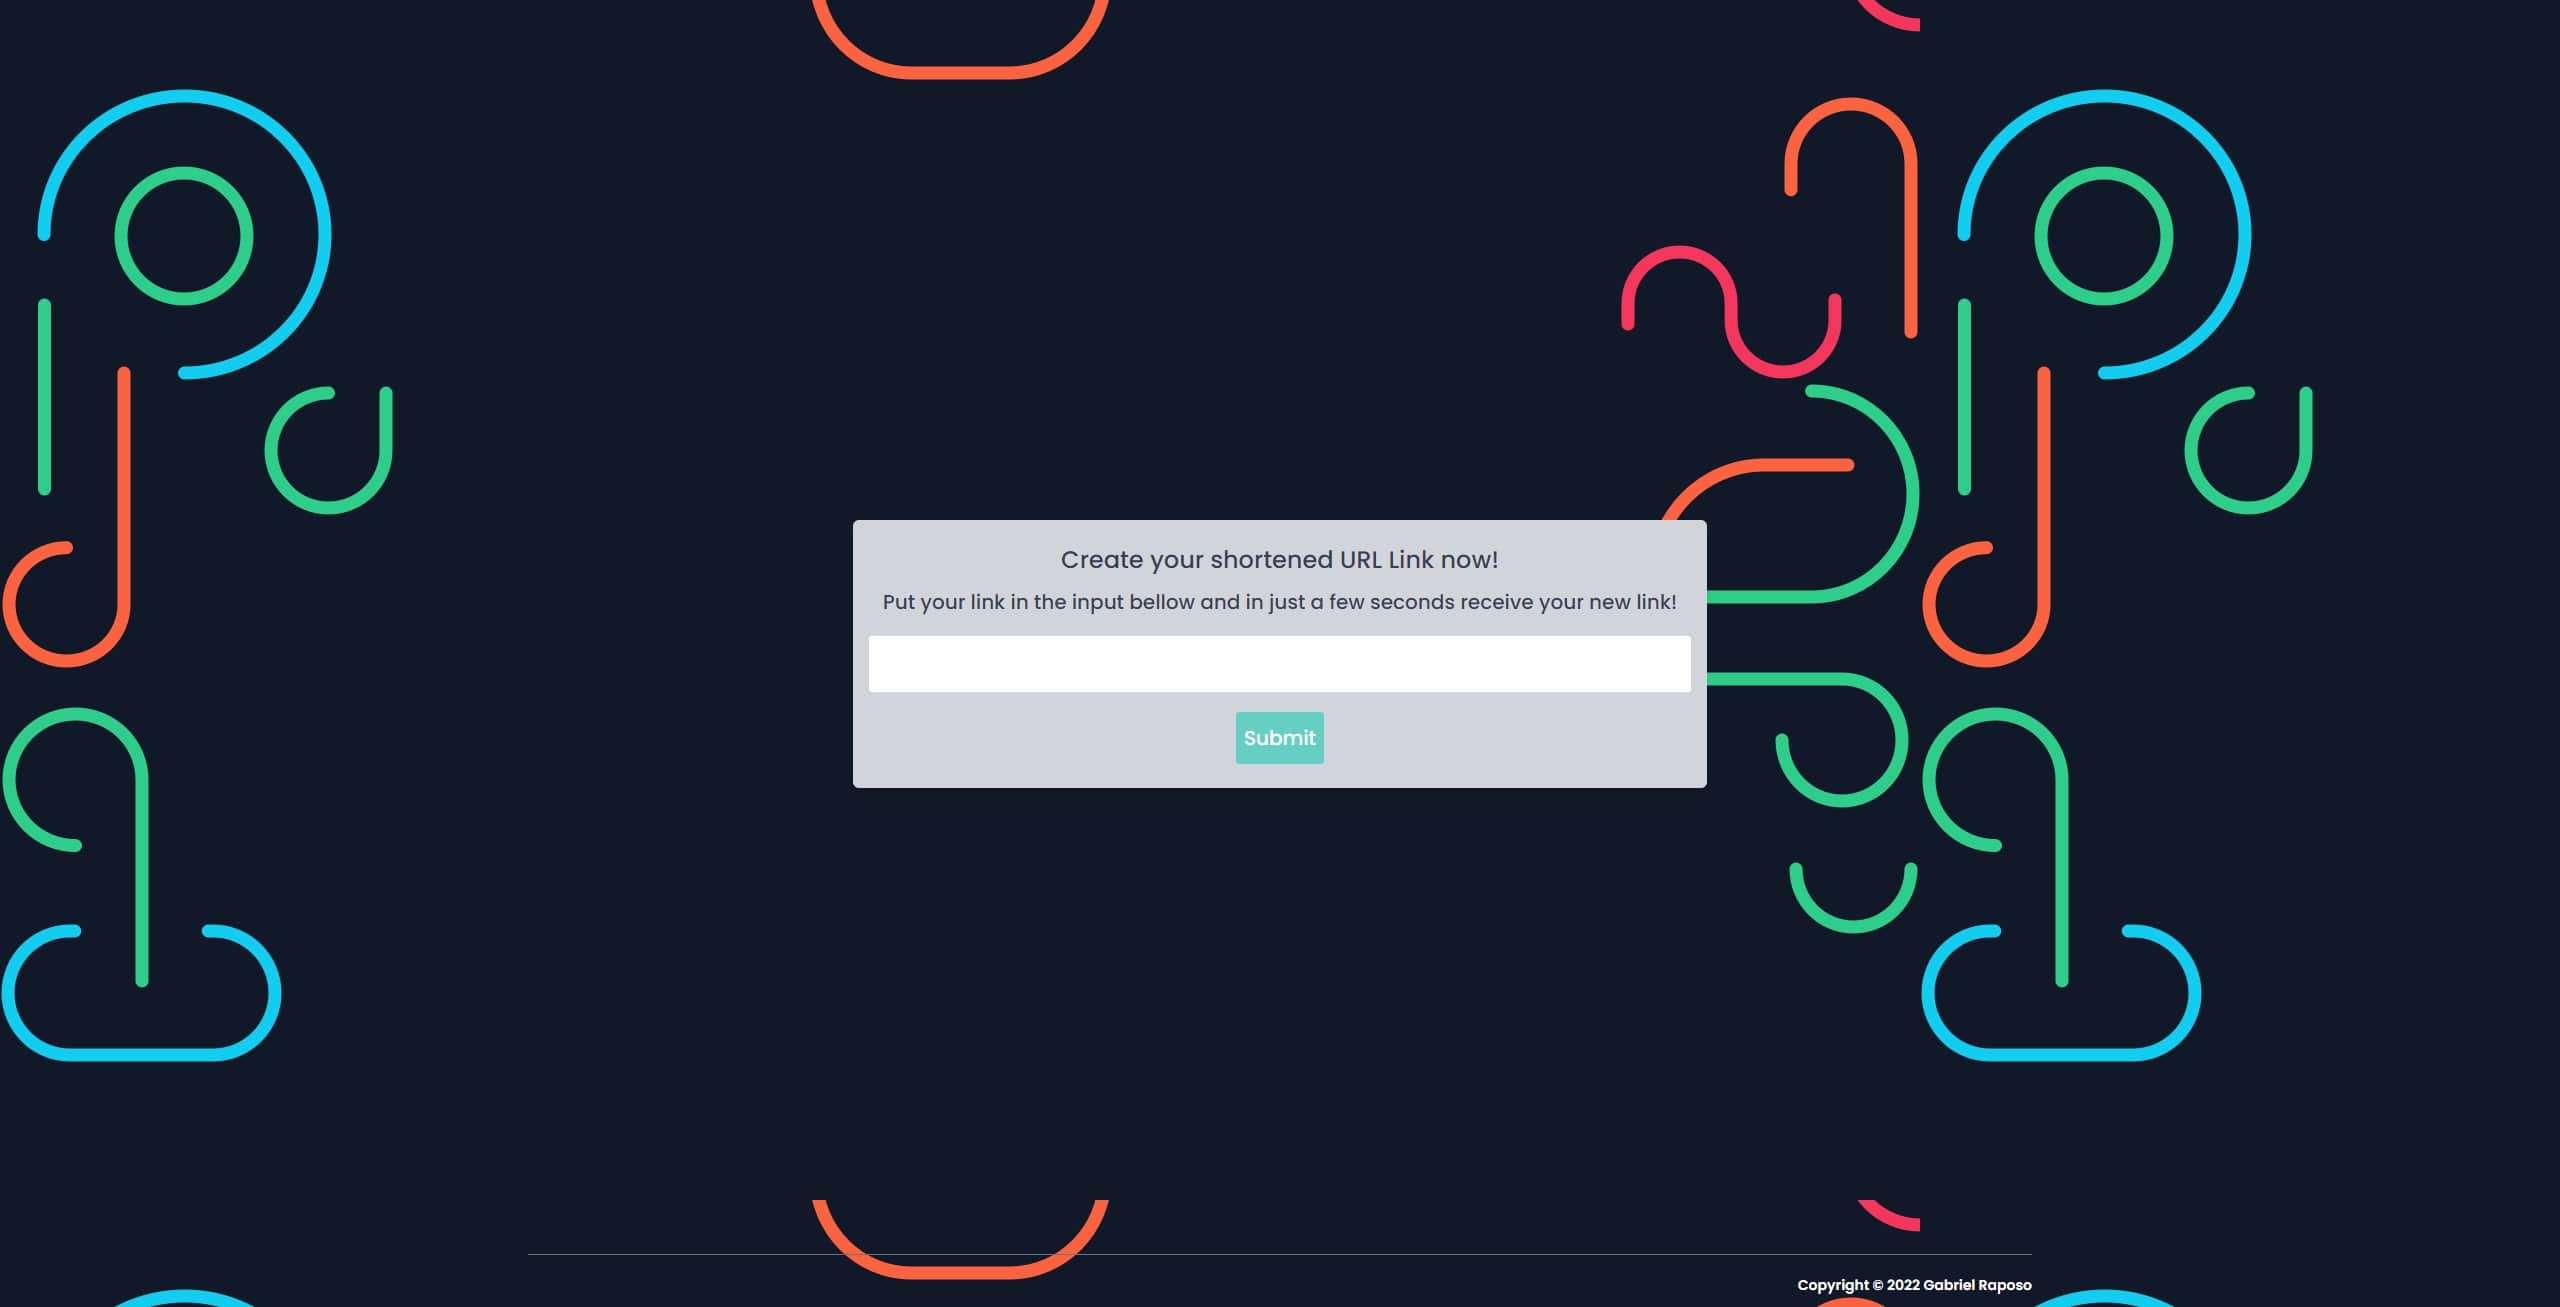 Create your shortened URL Link now!
Put your link in the input bellow and in just a few seconds receive your new link!
Submit
Copyright © 2022 Gabriel Raposo